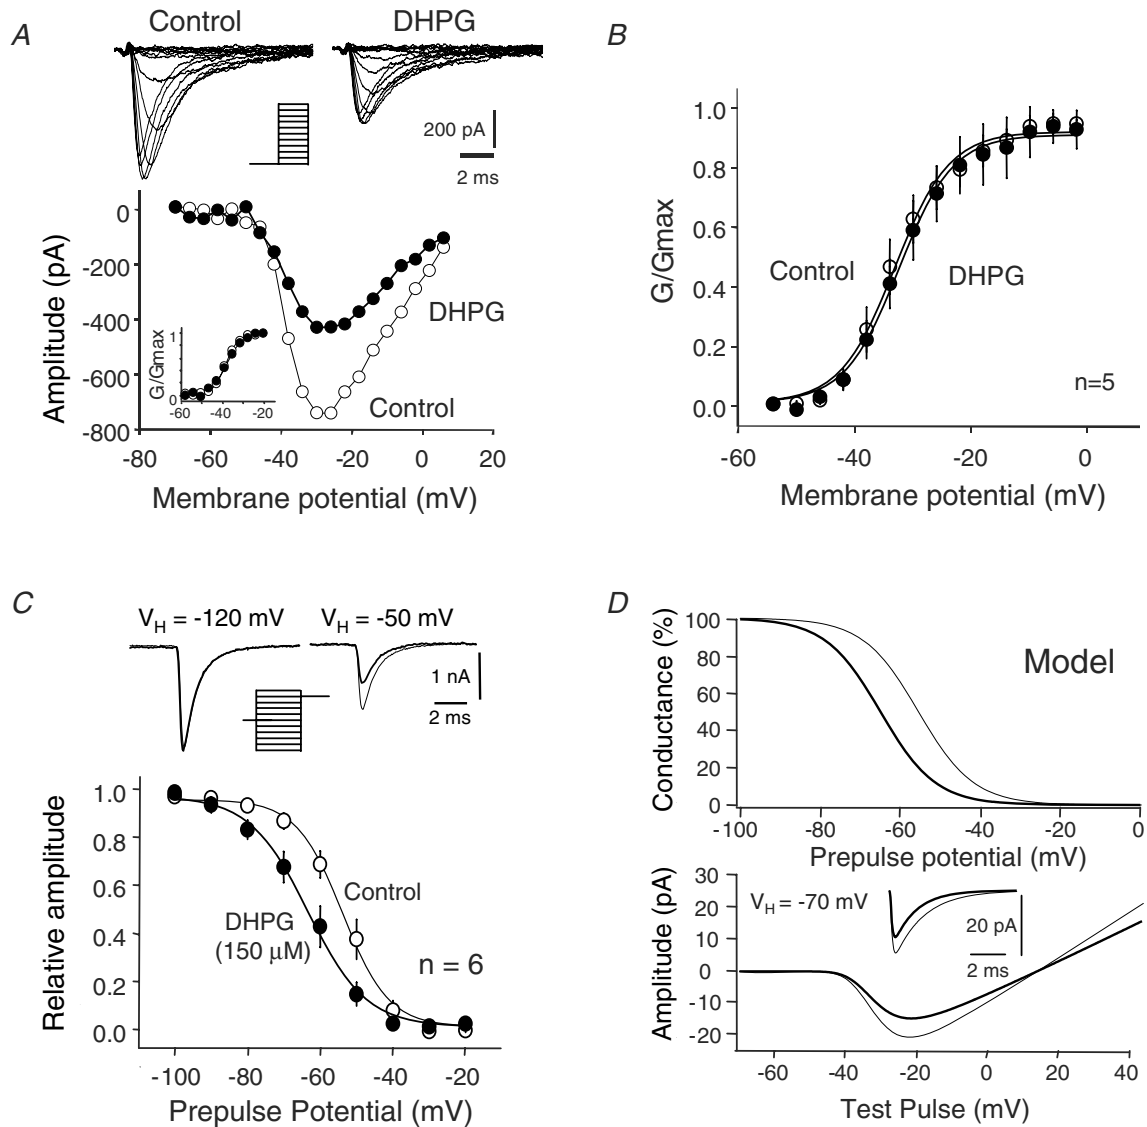 A
Control
DHPG
200 pA
2 ms
0
-200
-400
-600
-800
Amplitude (pA)
DHPG
Control
G/Gmax
1
0
-60 -40 -20
-80 -60 -40 -20 0 20
Membrane potential (mV)
B
1.0
0.8
0.6
0.4
0.2
0.0
G/Gmax
Control
DHPG
n=5
-60 -40 -20 0
Membrane potential (mV)
C
VH = -120 mV
VH = -50 mV
1 nA
2 ms
1.0
0.8
0.6
0.4
0.2
0.0
Relative amplitude
Control
DHPG
(150 μM)
n = 6
-100 -80 -60 -40 -20
Prepulse Potential (mV)
D
100
80
60
40
20
0
Conductance (%)
Model
-100 -80 -60 -40 -20 0
Prepulse potential (mV)
30
20
10
0
-10
-20
Amplitude (pA)
VH = -70 mV
20 pA
2 ms
-60 -40 -20 0 20 40
Test Pulse (mV)